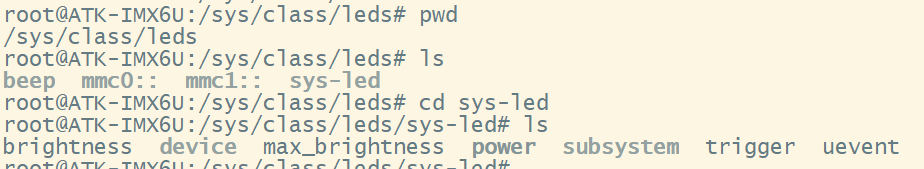 root@ATK-IMX6U:/sys/class/leds# pwd
/sys/class/leds
root@ATK-IMX6U:/sys/class/leds# ls
beep  mmc0::  mmc1::  sys-led
root@ATK-IMX6U:/sys/class/leds# cd sys-led
root@ATK-IMX6U:/sys/class/leds/sys-led# ls
brightness  device  max_brightness  power  subsystem  trigger  uevent
root@ATK-IMX6U:/sys/class/leds/sys-led#